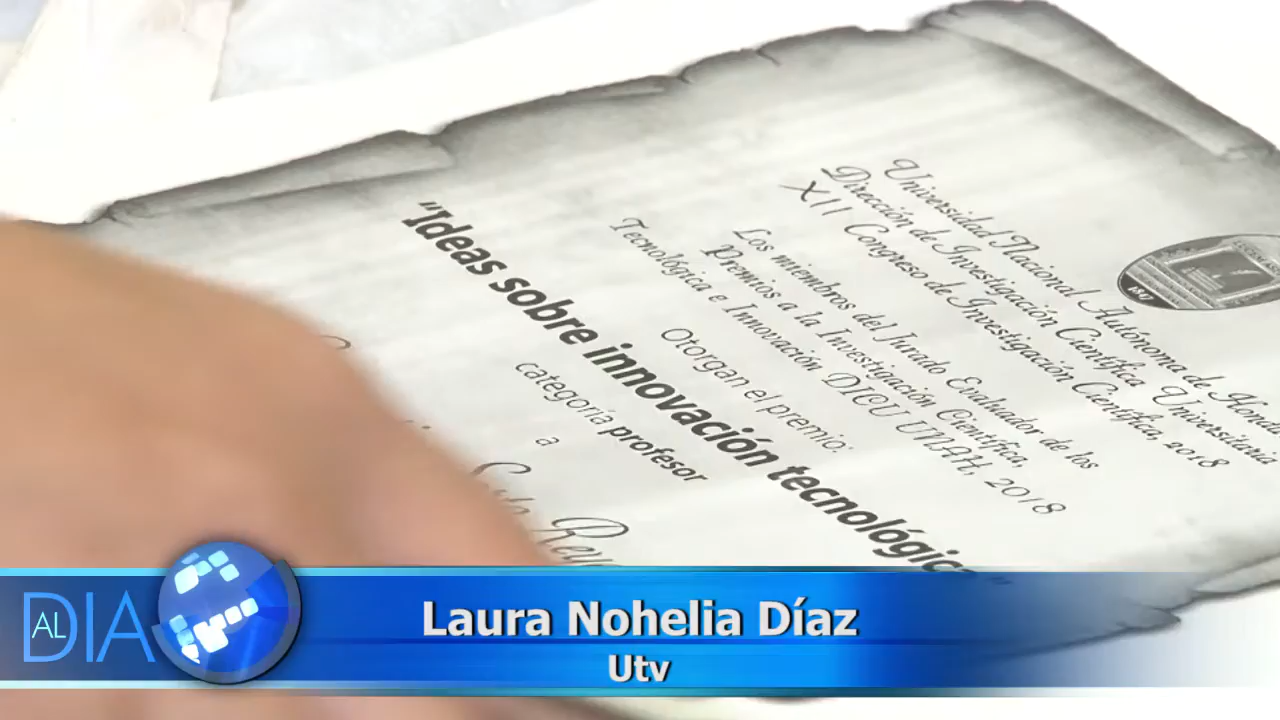 Universidad Nacional Autónoma de
Dirección de Investigación Científica Universitaria
XII Congreso de Investigación Científica, 2018
Los miembros del Jurado Evaluador de los
Premios a la Investigación Científica,
Tecnológica e Innovación DICU UNAH, 2018
Otorgan el premio:
"Ideas sobre innovación
categoría profesor
a
AL DIA
Laura Nohelia Díaz
Utv